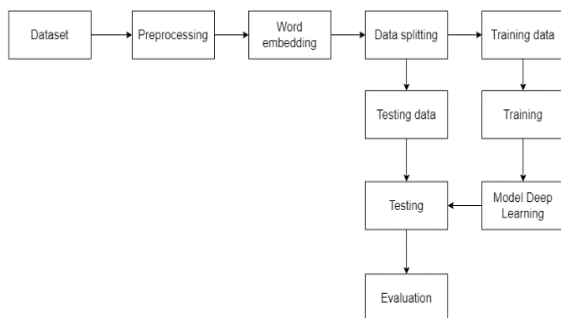 Dataset
Preprocessing
Word
embedding
Data splitting
Training data
Testing data
Training
Testing
Model Deep
Learning
Evaluation